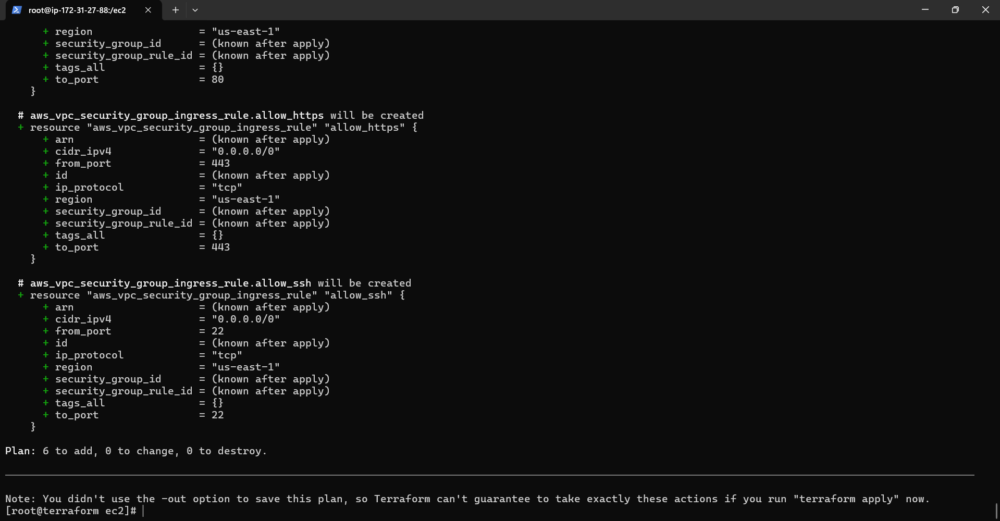 root@ip-172-31-27-88:/ec2
+ region = "us-east-1"
+ security_group_id = (known after apply)
+ security_group_rule_id = (known after apply)
+ tags_all = {}
+ to_port = 80
}
# aws_vpc_security_group_ingress_rule.allow_https will be created
+ resource "aws_vpc_security_group_ingress_rule" "allow_https" {
+ arn = (known after apply)
+ cidr_ipv4 = "0.0.0.0/0"
+ from_port = 443
+ id = (known after apply)
+ ip_protocol = "tcp"
+ region = "us-east-1"
+ security_group_id = (known after apply)
+ security_group_rule_id = (known after apply)
+ tags_all = {}
+ to_port = 443
}
# aws_vpc_security_group_ingress_rule.allow_ssh will be created
+ resource "aws_vpc_security_group_ingress_rule" "allow_ssh" {
+ arn = (known after apply)
+ cidr_ipv4 = "0.0.0.0/0"
+ from_port = 22
+ id = (known after apply)
+ ip_protocol = "tcp"
+ region = "us-east-1"
+ security_group_id = (known after apply)
+ security_group_rule_id = (known after apply)
+ tags_all = {}
+ to_port = 22
}
Plan: 6 to add, 0 to change, 0 to destroy.
Note: You didn't use the -out option to save this plan, so Terraform can't guarantee to take exactly these actions if you run "terraform apply" now.
[root@terraform ec2]#